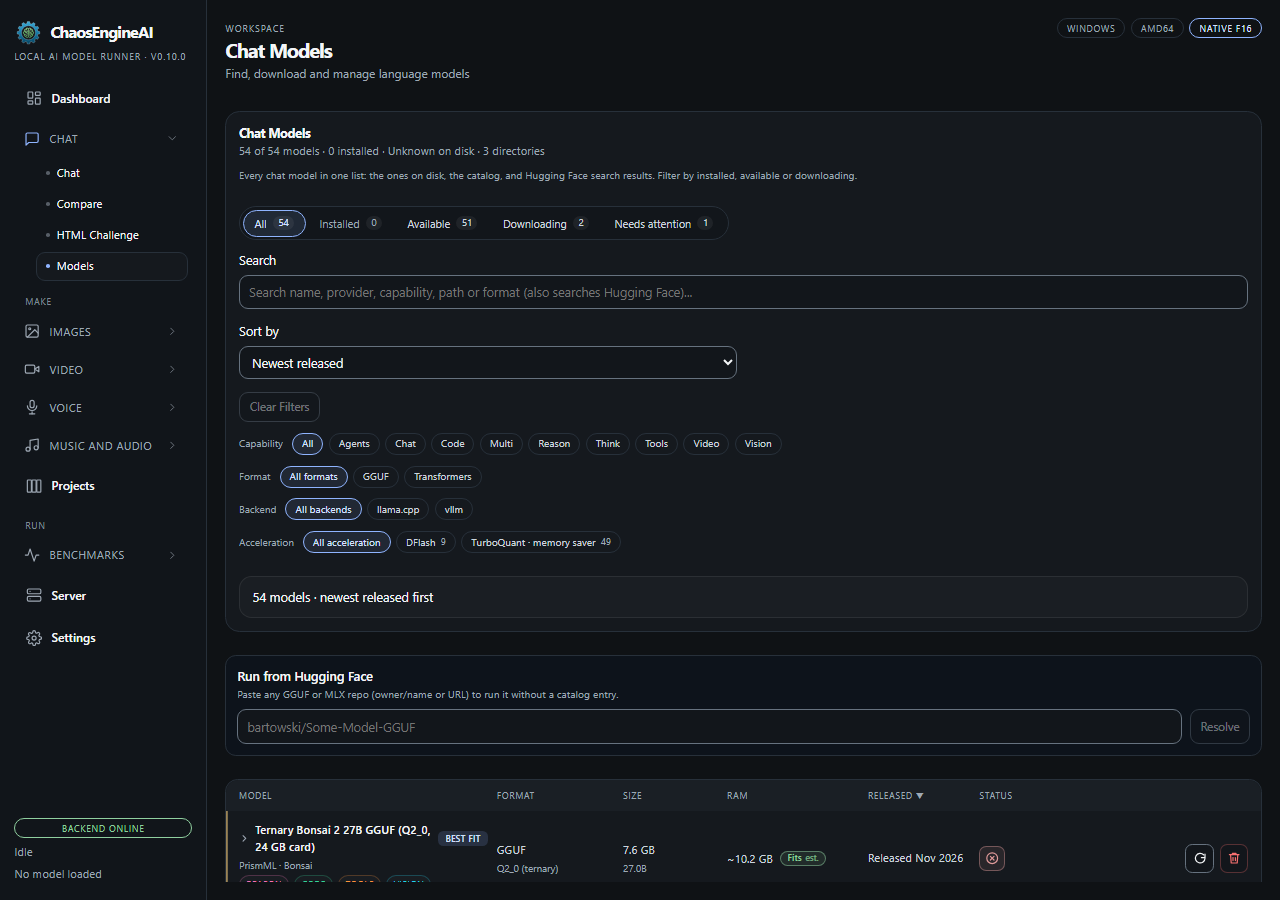 ChaosEngineAI
LOCAL AI MODEL RUNNER · V0.10.0
Dashboard
CHAT
Chat
Compare
HTML Challenge
Models
MAKE
IMAGES
VIDEO
VOICE
MUSIC AND AUDIO
Projects
RUN
BENCHMARKS
Server
Settings
BACKEND ONLINE
Idle
No model loaded
WORKSPACE
Chat Models
Find, download and manage language models
WINDOWS AMD64 NATIVE F16
Chat Models
54 of 54 models · 0 installed · Unknown on disk · 3 directories
Every chat model in one list: the ones on disk, the catalog, and Hugging Face search results. Filter by installed, available or downloading.
All 54 Installed 0 Available 51 Downloading 2 Needs attention 1
Search
Search name, provider, capability, path or format (also searches Hugging Face)...
Sort by
Newest released
Clear Filters
Capability All Agents Chat Code Multi Reason Think Tools Video Vision
Format All formats GGUF Transformers
Backend All backends llama.cpp vllm
Acceleration All acceleration DFlash 9 TurboQuant · memory saver 49
54 models · newest released first
Run from Hugging Face
Paste any GGUF or MLX repo (owner/name or URL) to run it without a catalog entry.
bartowski/Some-Model-GGUF Resolve
MODEL FORMAT SIZE RAM RELEASED ▼ STATUS
Ternary Bonsai 2 27B GGUF (Q2_0, 24 GB card) BEST FIT
PrismML · Bonsai
GGUF
Q2_0 (ternary)
7.6 GB
27.0B
~10.2 GB Fits est.
Released Nov 2026